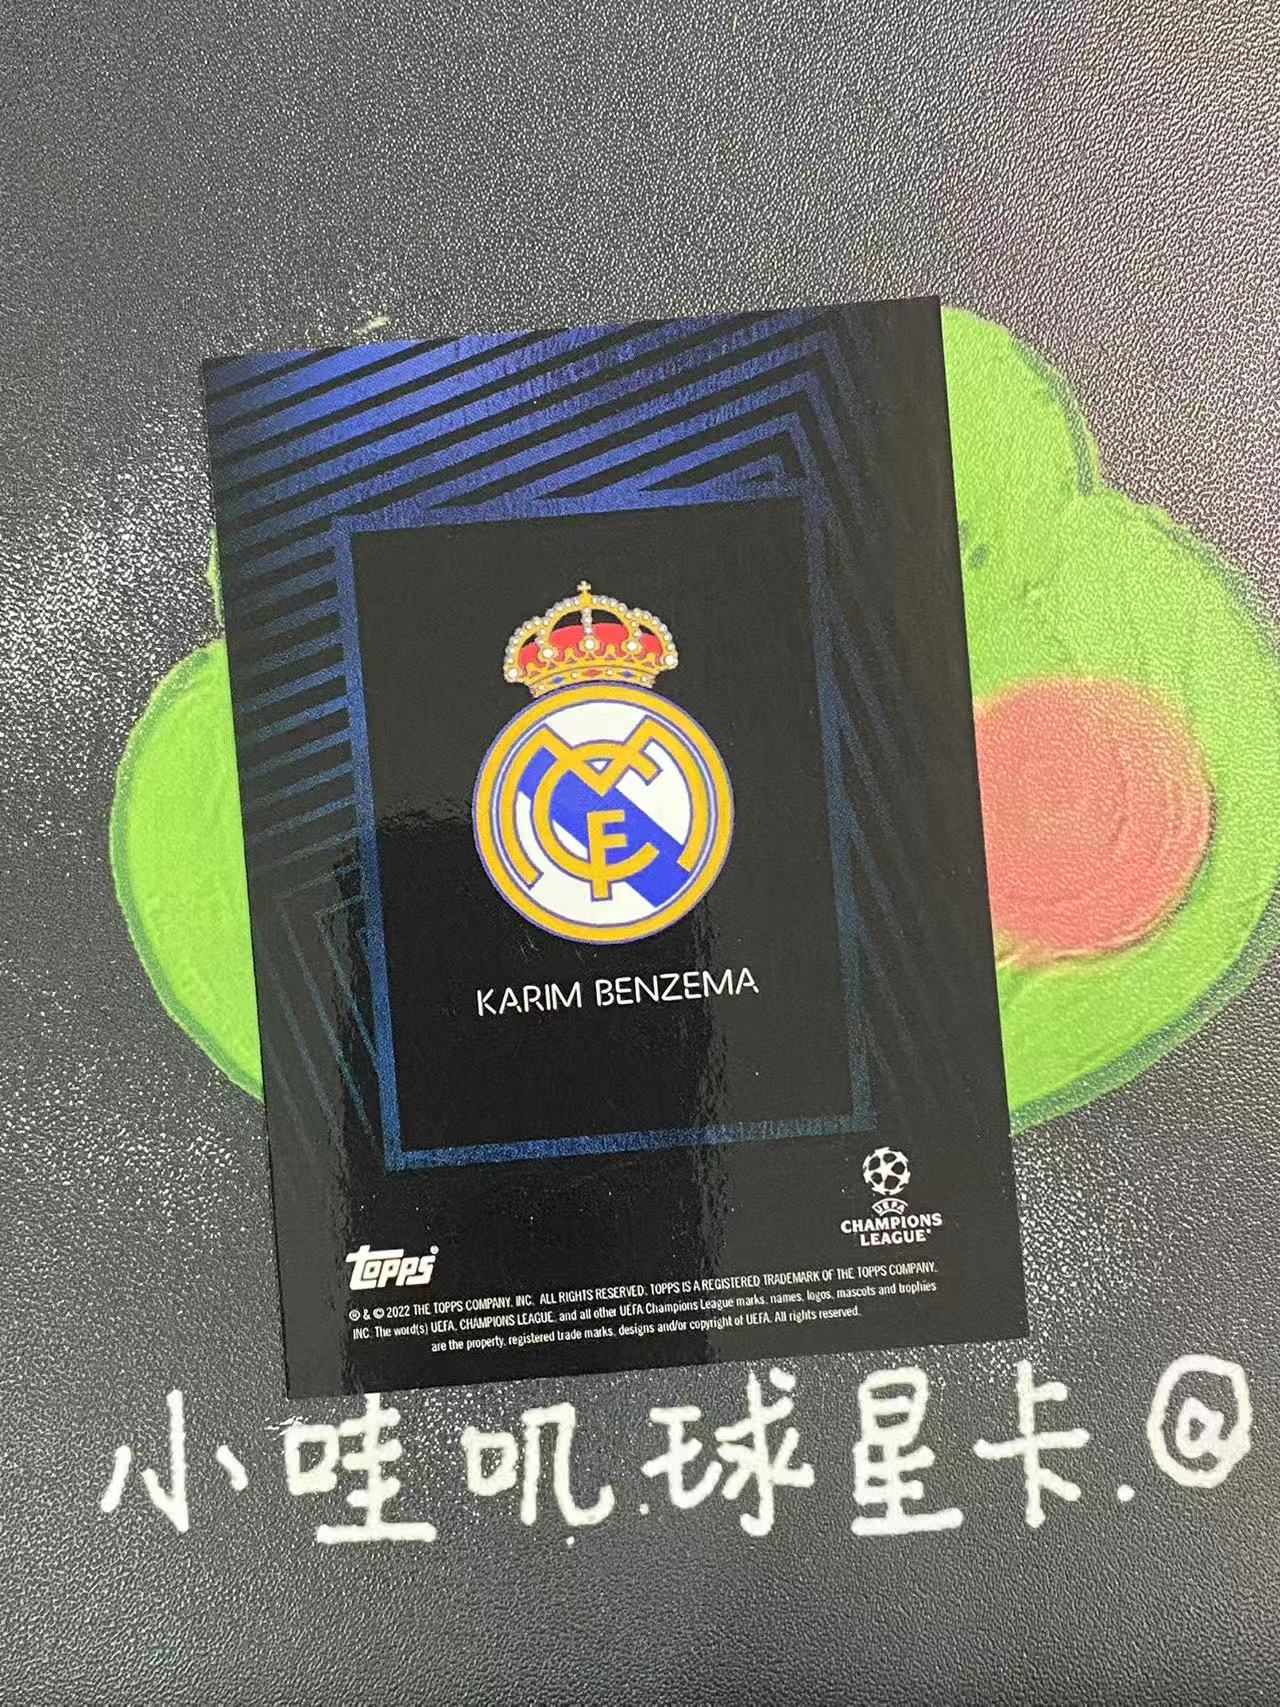 KARIM BENZEMA
UEFA
CHAMPIONS
LEAGUE®
topps®
® & © 2022 THE TOPPS COMPANY, INC. ALL RIGHTS RESERVED. TOPPS IS A REGISTERED TRADEMARK OF THE TOPPS COMPANY,
INC. The word(s) UEFA, CHAMPIONS LEAGUE, and all other UEFA Champions League marks, names, logos, mascots and trophies
are the property, registered trade marks, designs and/or copyright of UEFA. All rights reserved.
小哇叽.球星卡.@